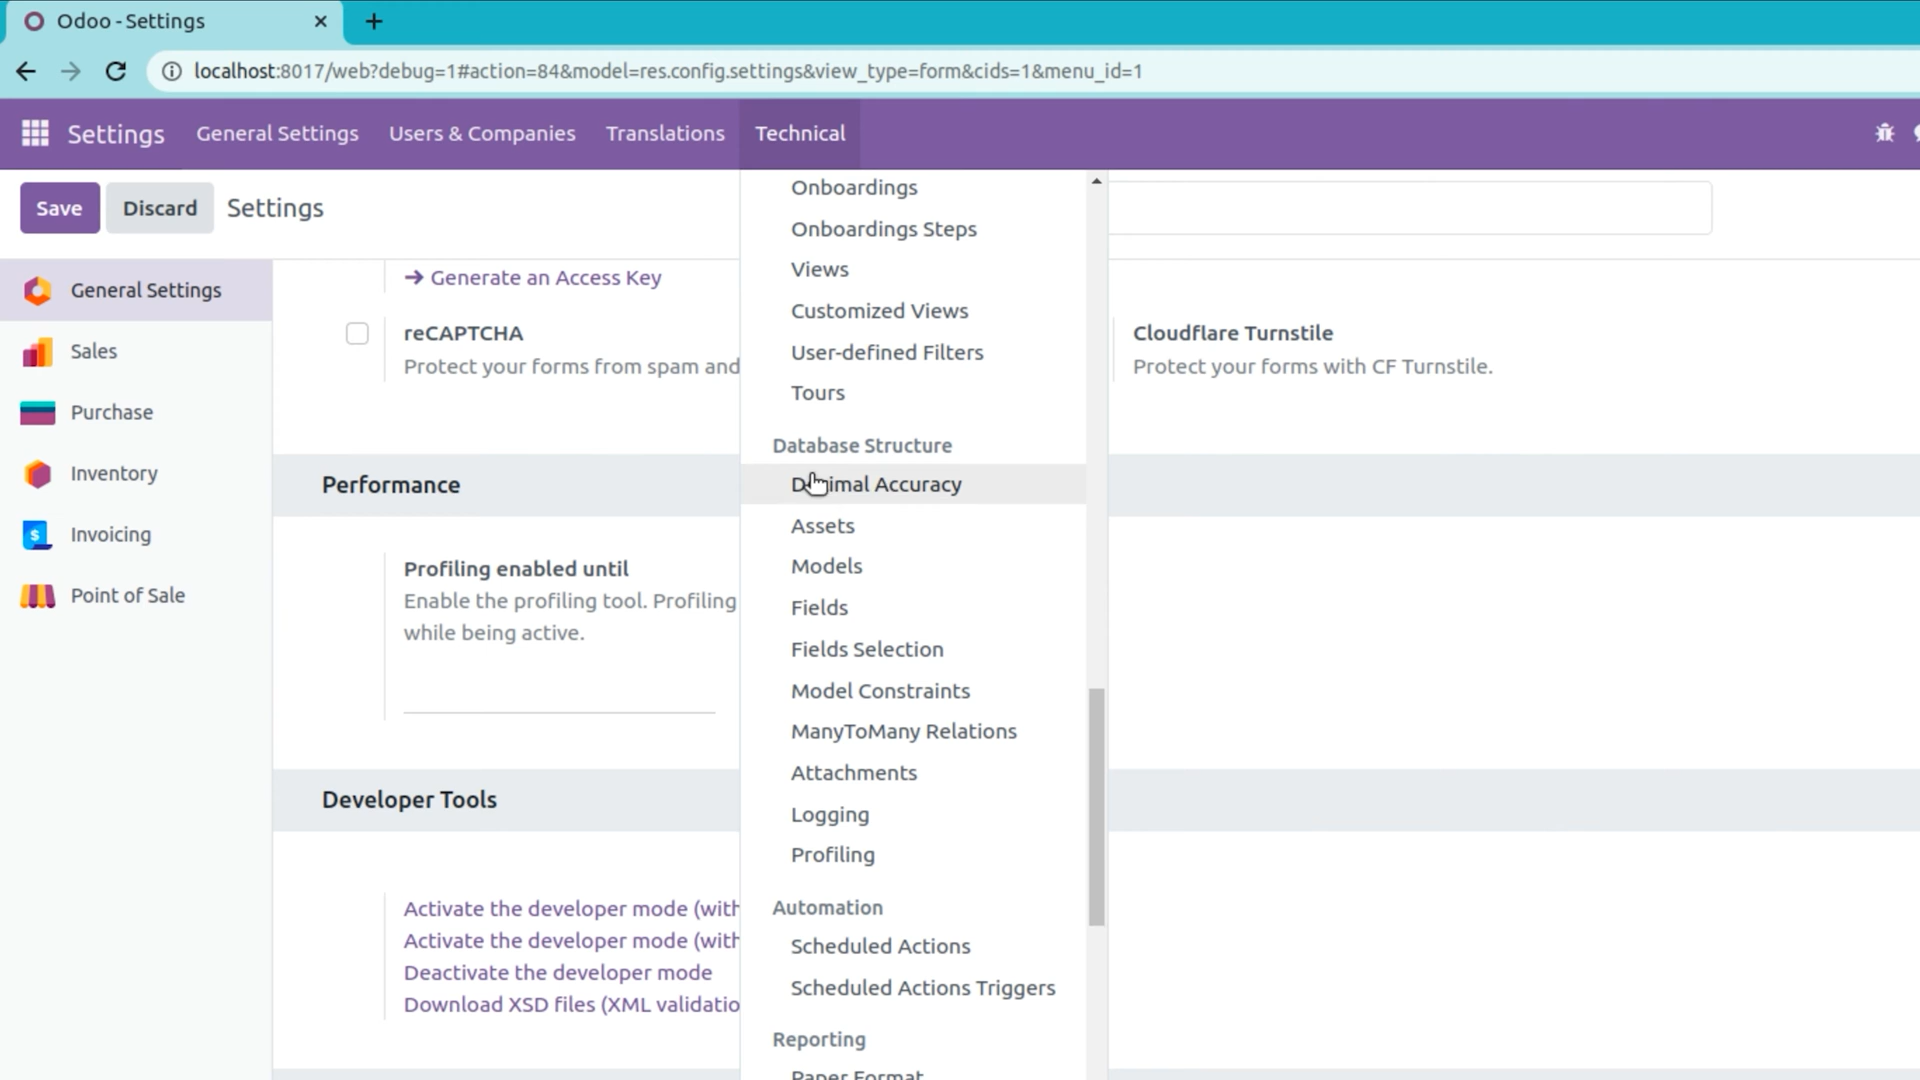 Odoo - Settings
localhost:8017/web?debug=1#action=84&model=res.config.settings&view_type=form&cids=1&menu_id=1
Settings General Settings Users & Companies Translations Technical
Save Discard Settings
General Settings
Sales
Purchase
Inventory
Invoicing
Point of Sale
→ Generate an Access Key
reCAPTCHA
Protect your forms from spam and
Performance
Profiling enabled until
Enable the profiling tool. Profiling
while being active.
Developer Tools
Activate the developer mode (with
Activate the developer mode (with
Deactivate the developer mode
Download XSD files (XML validatio
Onboardings
Onboardings Steps
Views
Customized Views
User-defined Filters
Tours
Database Structure
Decimal Accuracy
Assets
Models
Fields
Fields Selection
Model Constraints
ManyToMany Relations
Attachments
Logging
Profiling
Automation
Scheduled Actions
Scheduled Actions Triggers
Reporting
Paper Format
Cloudflare Turnstile
Protect your forms with CF Turnstile.